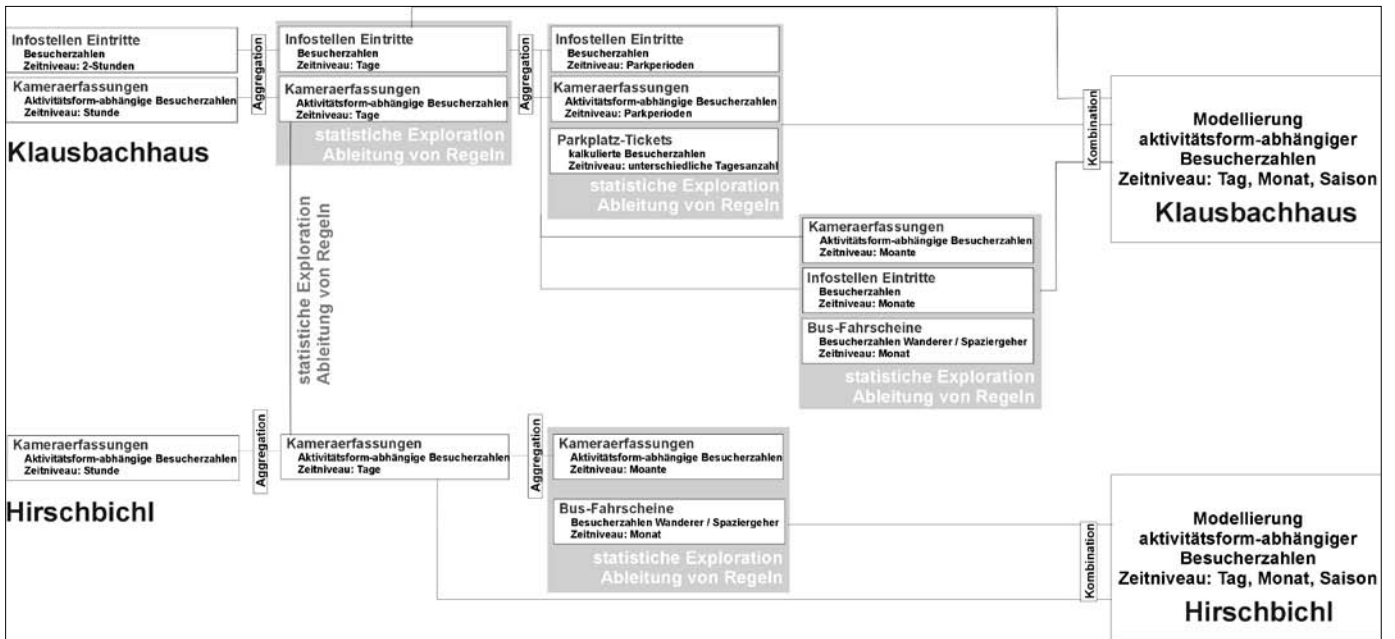 Infostellen Eintritte
Besucherzahlen
Zeitniveau: 2-Stunden
Kameraerfassungen
Aktivitätsform-abhängige Besucherzahlen
Zeitniveau: Stunde
Klausbachhaus
Aggregation
Infostellen Eintritte
Besucherzahlen
Zeitniveau: Tage
Kameraerfassungen
Aktivitätsform-abhängige Besucherzahlen
Zeitniveau: Tage
statistiche Exploration
Ableitung von Regeln
Aggregation
Infostellen Eintritte
Besucherzahlen
Zeitniveau: Parkperioden
Kameraerfassungen
Aktivitätsform-abhängige Besucherzahlen
Zeitniveau: Parkperioden
Parkplatz-Tickets
kalkulierte Besucherzahlen
Zeitniveau: unterschiedliche Tagesanzahl
statistiche Exploration
Ableitung von Regeln
Kameraerfassungen
Aktivitätsform-abhängige Besucherzahlen
Zeitniveau: Moante
Infostellen Eintritte
Besucherzahlen
Zeitniveau: Monate
Bus-Fahrscheine
Besucherzahlen Wanderer / Spaziergeher
Zeitniveau: Monat
statistiche Exploration
Ableitung von Regeln
Kombination
Modellierung
aktivitätsform-abhängiger
Besucherzahlen
Zeitniveau: Tag, Monat, Saison
Klausbachhaus
statistiche Exploration
Ableitung von Regeln
Kameraerfassungen
Aktivitätsform-abhängige Besucherzahlen
Zeitniveau: Stunde
Hirschbichl
Aggregation
Kameraerfassungen
Aktivitätsform-abhängige Besucherzahlen
Zeitniveau: Tage
Aggregation
Kameraerfassungen
Aktivitätsform-abhängige Besucherzahlen
Zeitniveau: Moante
Bus-Fahrscheine
Besucherzahlen Wanderer / Spaziergeher
Zeitniveau: Monat
statistiche Exploration
Ableitung von Regeln
Kombination
Modellierung
aktivitätsform-abhängiger
Besucherzahlen
Zeitniveau: Tag, Monat, Saison
Hirschbichl